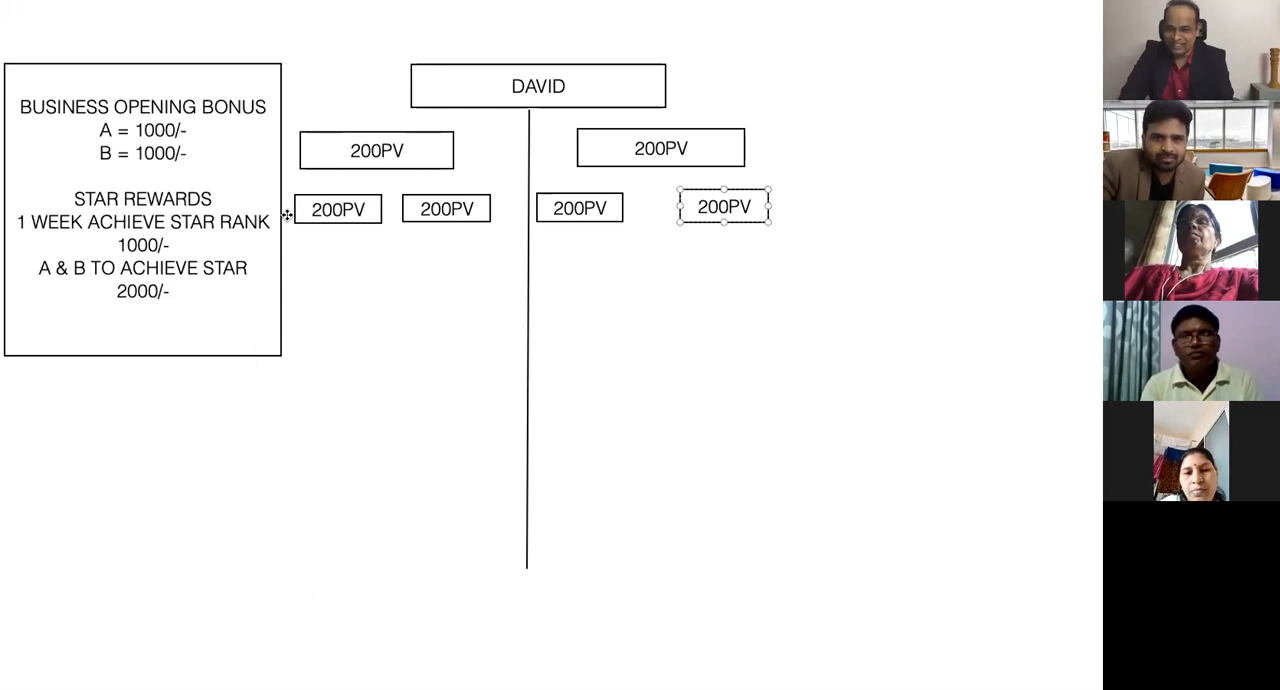 BUSINESS OPENING BONUS
A = 1000/-
B = 1000/-
STAR REWARDS
1 WEEK ACHIEVE STAR RANK
1000/-
A & B TO ACHIEVE STAR
2000/-
DAVID
200PV
200PV
200PV
200PV
200PV
200PV